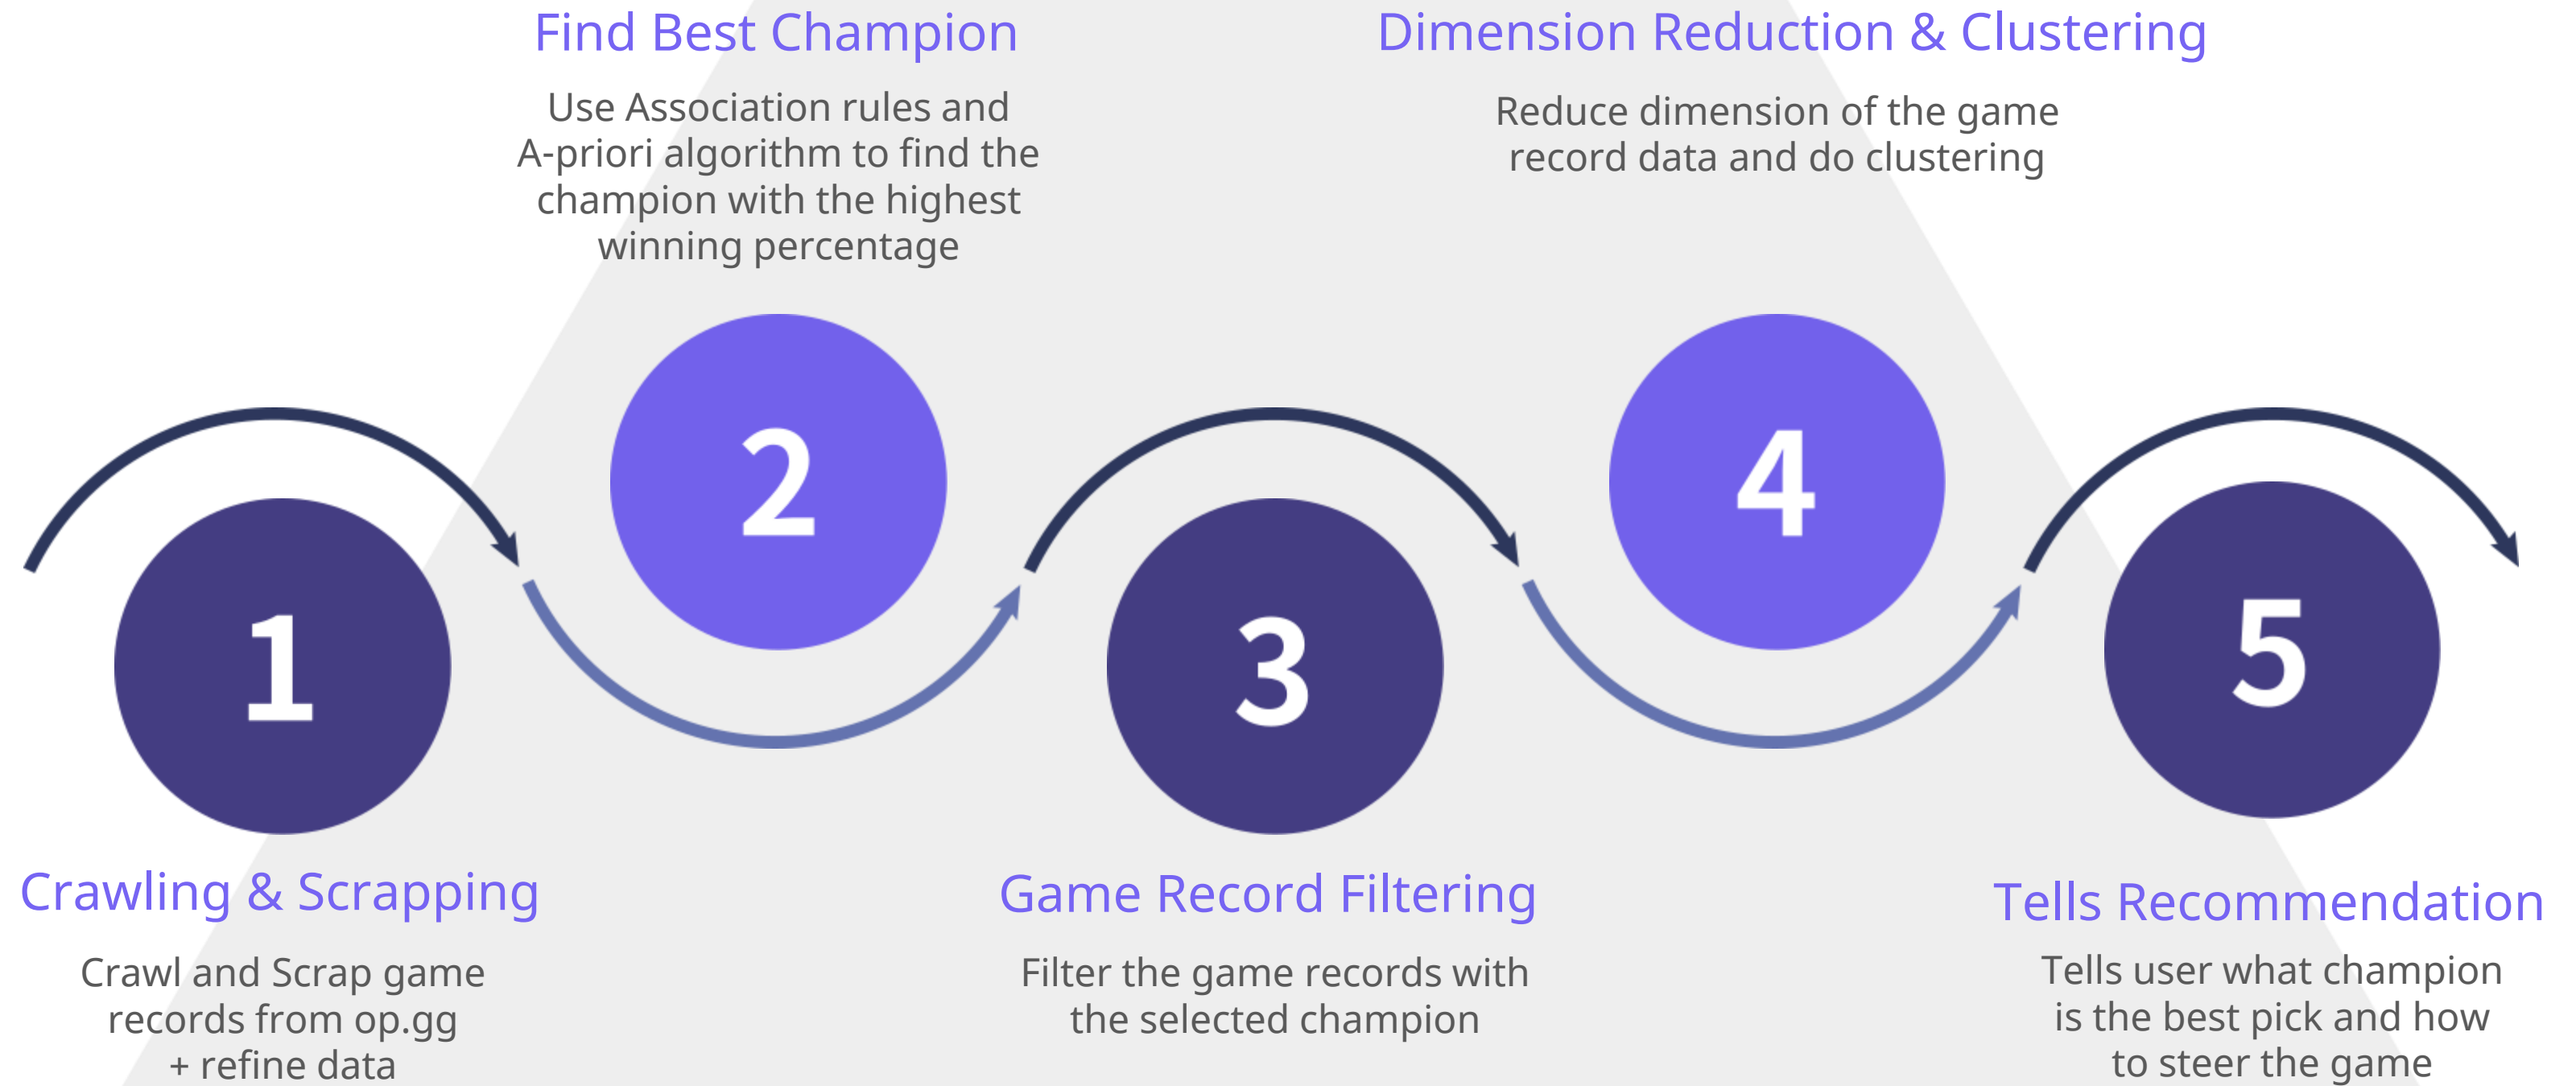 Find Best Champion
Use Association rules and
A-priori algorithm to find the
champion with the highest
winning percentage
Dimension Reduction & Clustering
Reduce dimension of the game
record data and do clustering
1
2
3
4
5
Crawling & Scrapping
Crawl and Scrap game
records from op.gg
+ refine data
Game Record Filtering
Filter the game records with
the selected champion
Tells Recommendation
Tells user what champion
is the best pick and how
to steer the game